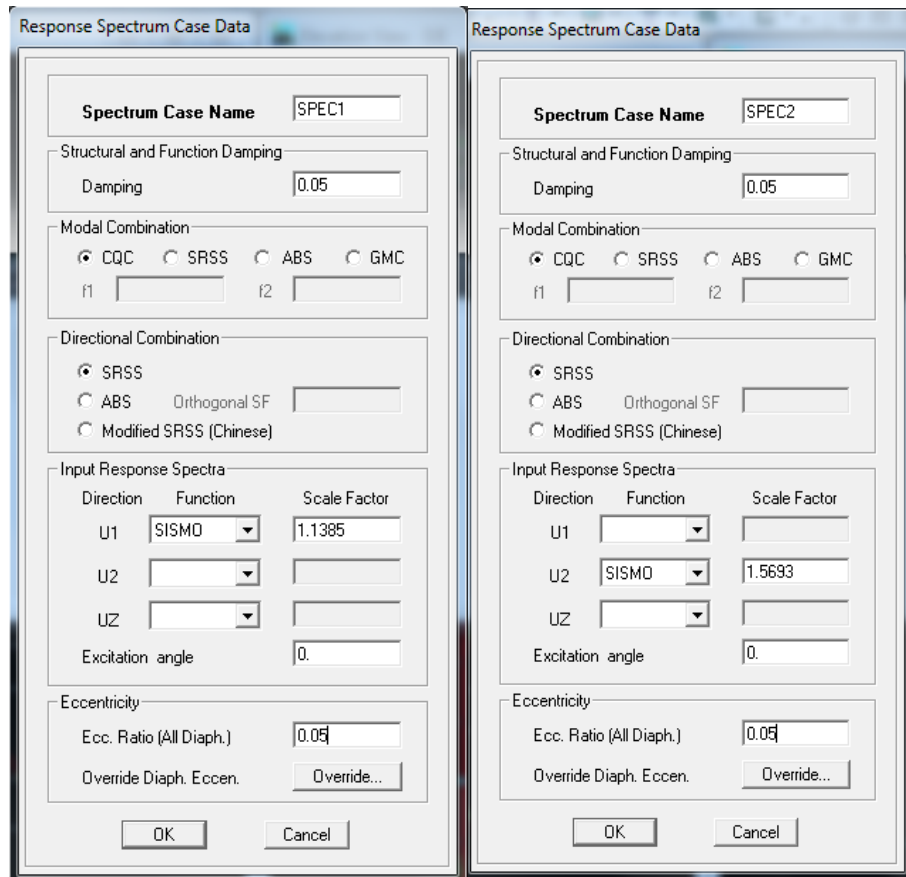 Response Spectrum Case Data
Spectrum Case Name SPEC1
Structural and Function Damping
Damping 0.05
Modal Combination
CQC SRSS ABS GMC
f1 f2
Directional Combination
SRSS
ABS Orthogonal SF
Modified SRSS (Chinese)
Input Response Spectra
Direction Function Scale Factor
U1 SISMO 1.1385
U2
UZ
Excitation angle 0.
Eccentricity
Ecc. Ratio (All Diaph.) 0.05
Override Diaph. Eccen. Override...
OK Cancel
Response Spectrum Case Data
Spectrum Case Name SPEC2
Structural and Function Damping
Damping 0.05
Modal Combination
CQC SRSS ABS GMC
f1 f2
Directional Combination
SRSS
ABS Orthogonal SF
Modified SRSS (Chinese)
Input Response Spectra
Direction Function Scale Factor
U1
U2 SISMO 1.5693
UZ
Excitation angle 0.
Eccentricity
Ecc. Ratio (All Diaph.) 0.05
Override Diaph. Eccen. Override...
OK Cancel